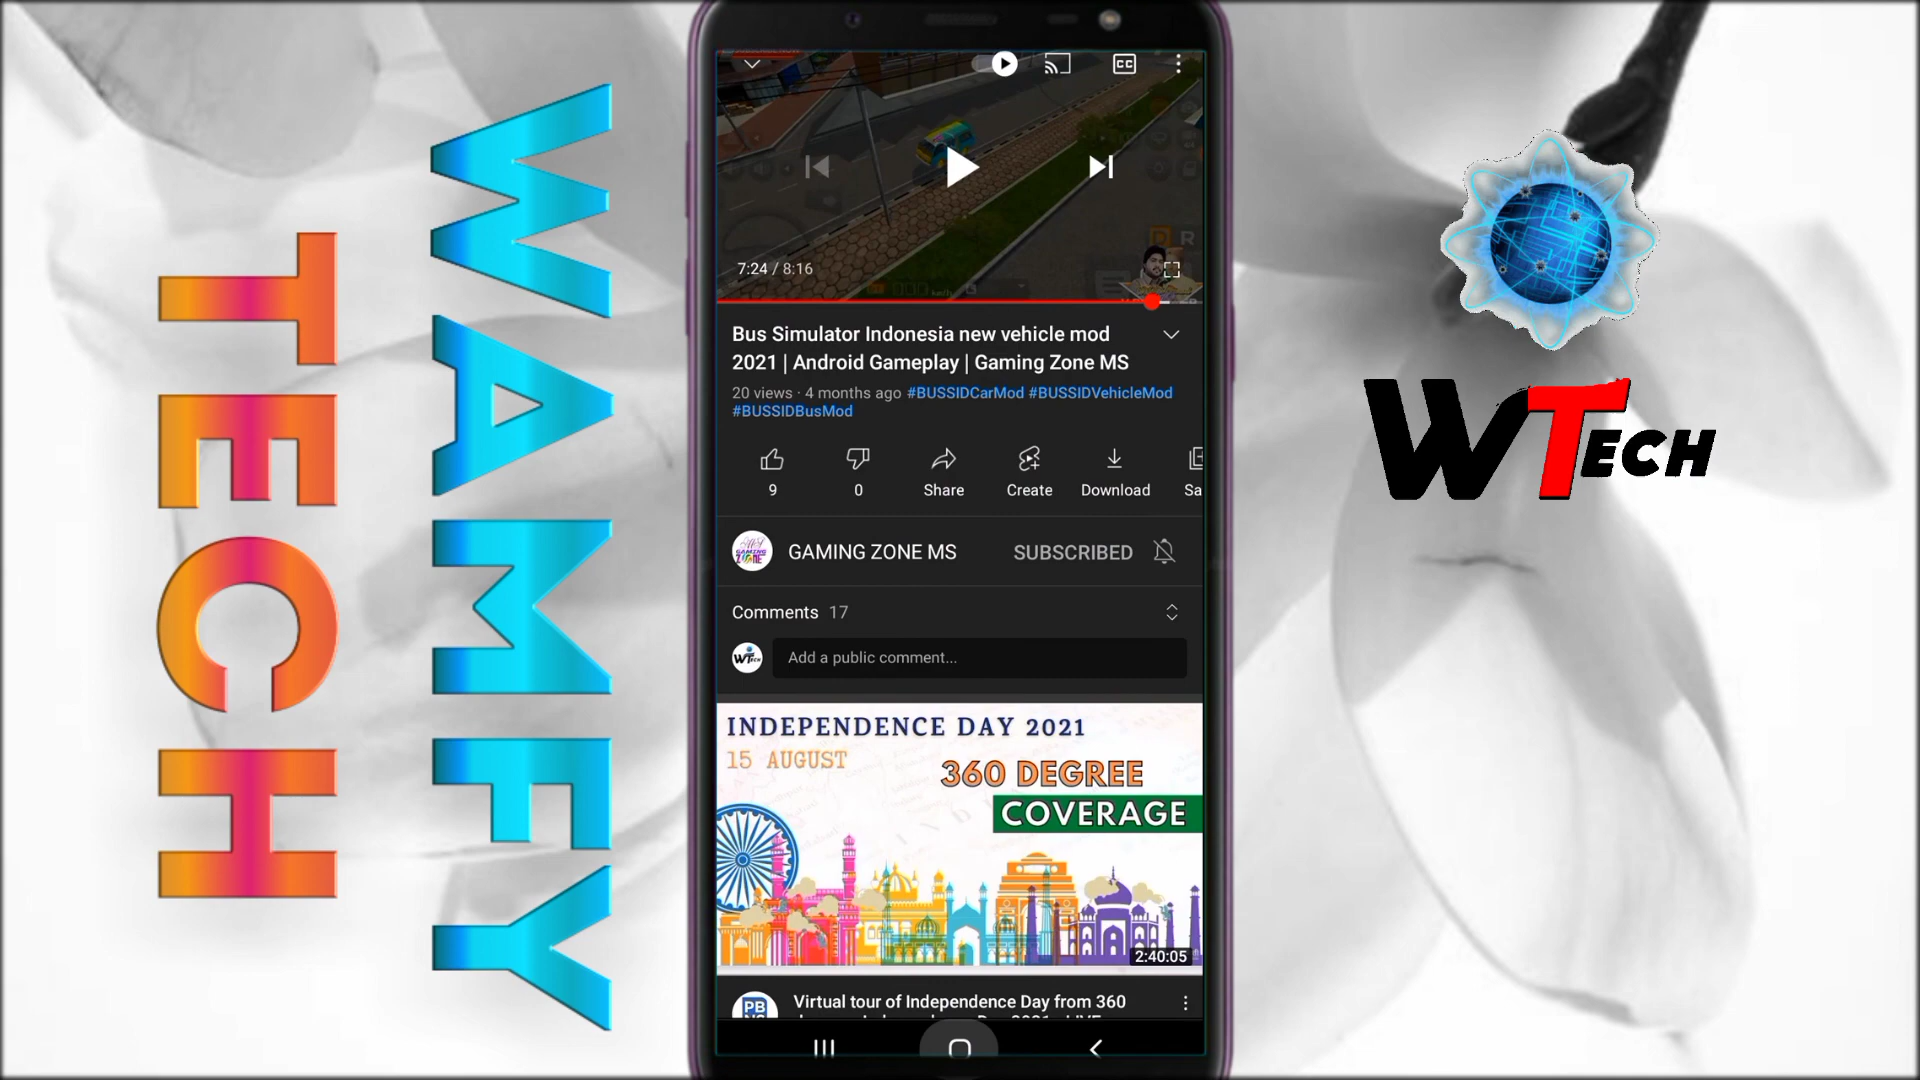 WAMFY
TECH
CC
7:24 / 8:16
Bus Simulator Indonesia new vehicle mod
2021 | Android Gameplay | Gaming Zone MS
20 views · 4 months ago #BUSSIDCarMod #BUSSIDVehicleMod
#BUSSIDBusMod
9
0
Share
Create
Download
Sa
GAMING ZONE MS
SUBSCRIBED
Comments 17
WTech
Add a public comment...
INDEPENDENCE DAY 2021
15 AUGUST
360 DEGREE
COVERAGE
2:40:05
PB
Virtual tour of Independence Day from 360
WTECH